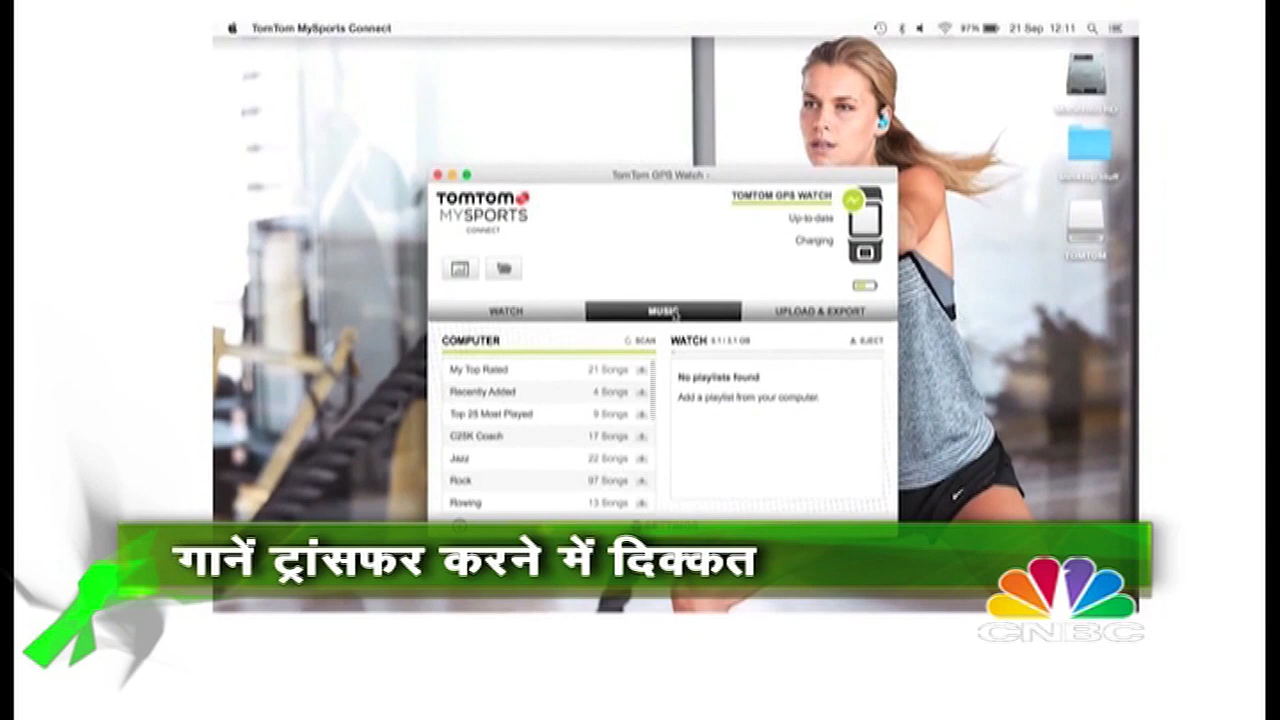 TomTom MySports Connect
97%
21 Sep 12:11
TomTom GPS Watch
TOMTOM
MYSPORTS
CONNECT
TOMTOM GPS WATCH
Up-to-date
Charging
WATCH
MUSIC
UPLOAD & EXPORT
COMPUTER
SCAN
WATCH
EJECT
My Top Rated 21 Songs
Recently Added 4 Songs
Top 25 Most Played 9 Songs
C25K Coach 17 Songs
Jazz 22 Songs
Rock 97 Songs
Rowing 13 Songs
No playlists found
Add a playlist from your computer.
TOMTOM
गानें ट्रांसफर करने में दिक्कत
CNBC